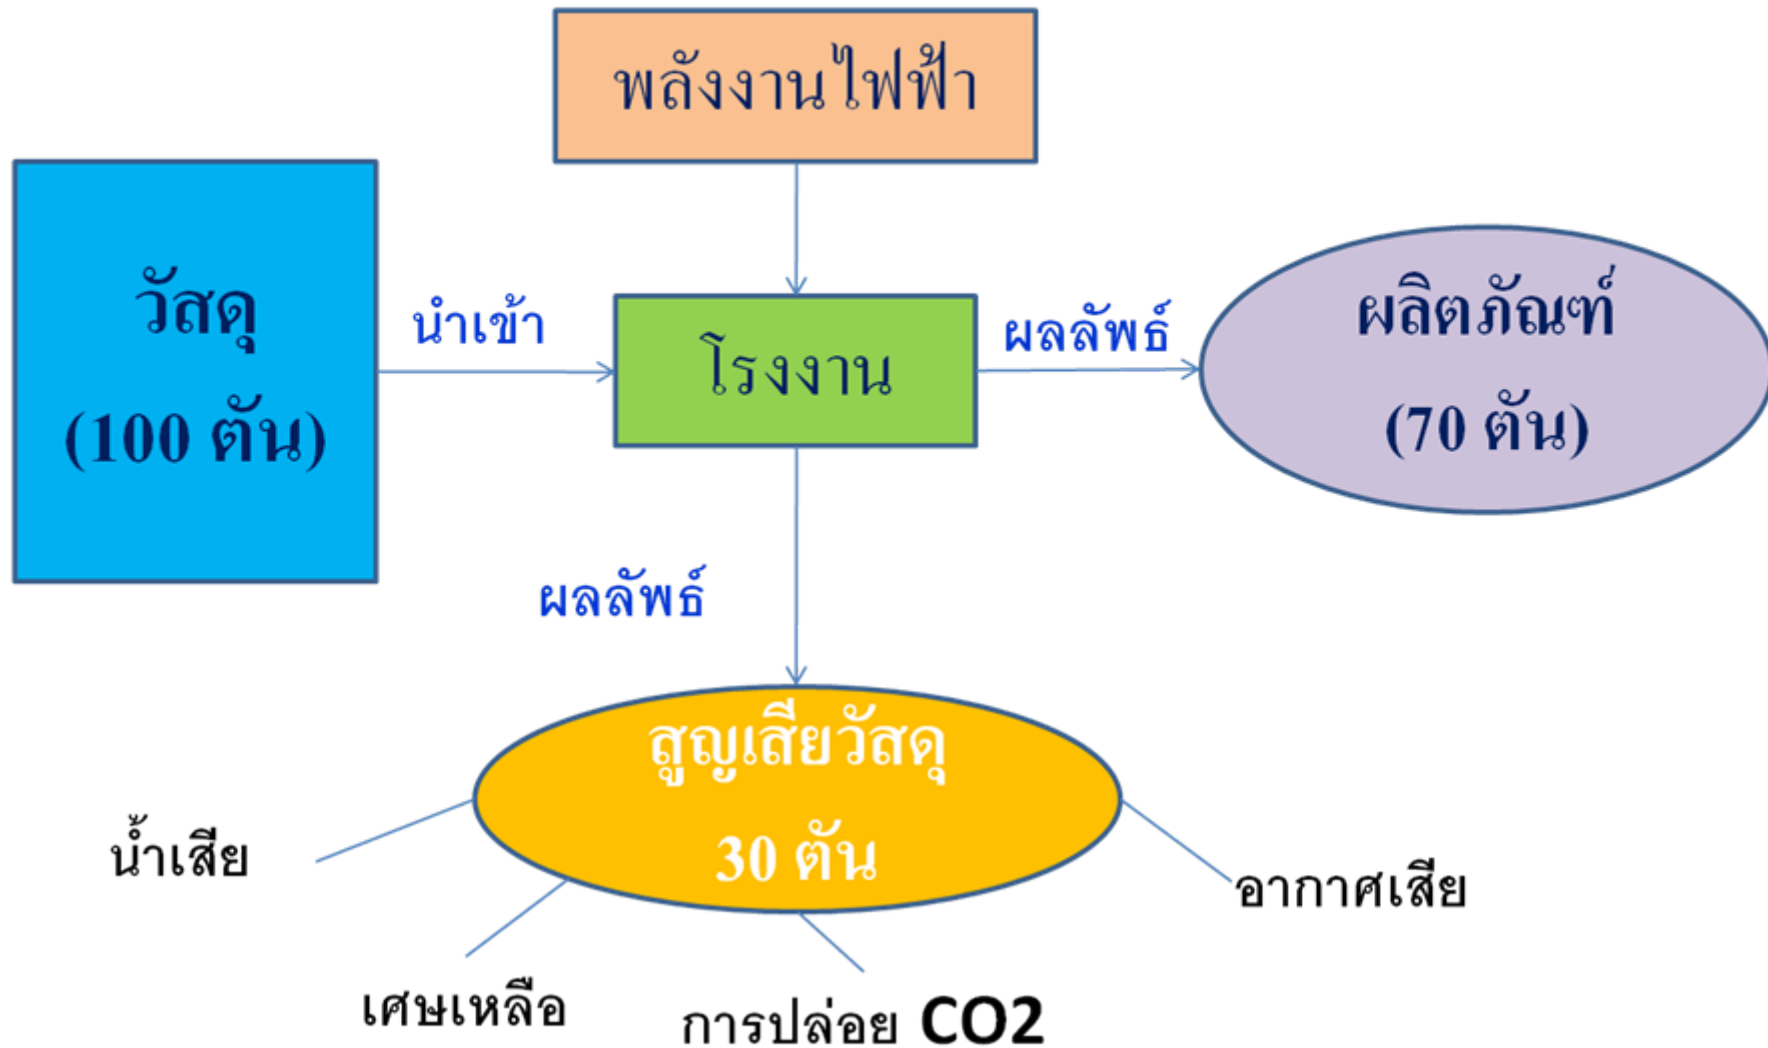 พลังงานไฟฟ้า
วัสดุ
(100 ตัน)
นำเข้า
โรงงาน
ผลลัพธ์
ผลิตภัณฑ์
(70 ตัน)
ผลลัพธ์
สูญเสียวัสดุ
30 ตัน
น้ำเสีย
อากาศเสีย
เศษเหลือ
การปล่อย CO2